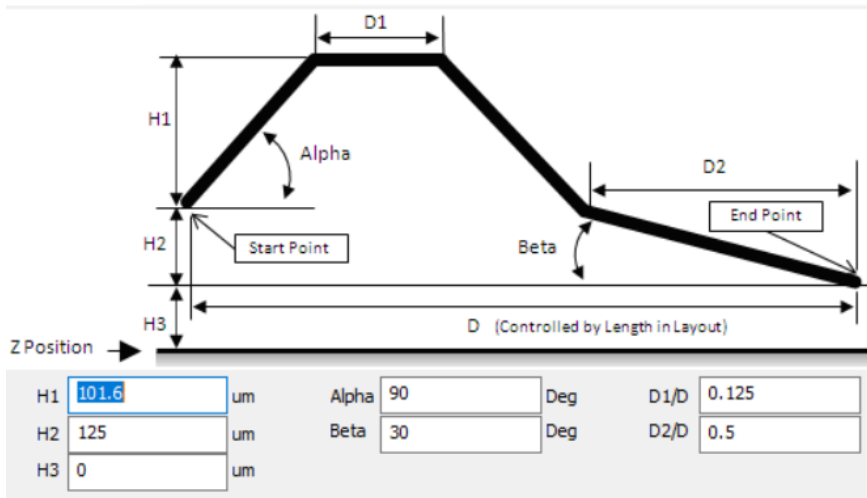 D1
H1
Alpha
D2
H2
Start Point
Beta
End Point
H3
D (Controlled by Length in Layout)
Z Position
H1 101.6 um Alpha 90 Deg D1/D 0.125
H2 125 um Beta 30 Deg D2/D 0.5
H3 0 um